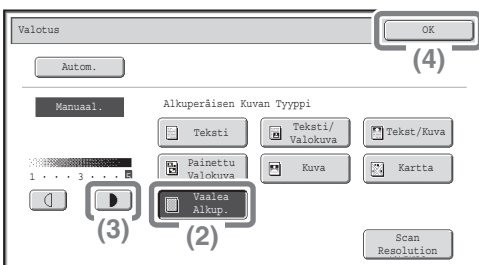 Valotus
OK
(4)
Autom.
Manuaal.
Alkuperäisen Kuvan Tyyppi
Teksti
Teksti/
Valokuva
Tekst/Kuva
Painettu
Valokuva
Kuva
Kartta
1 · · · 3 · · · 5
Vaalea
Alkup.
(3)
(2)
Scan
Resolution